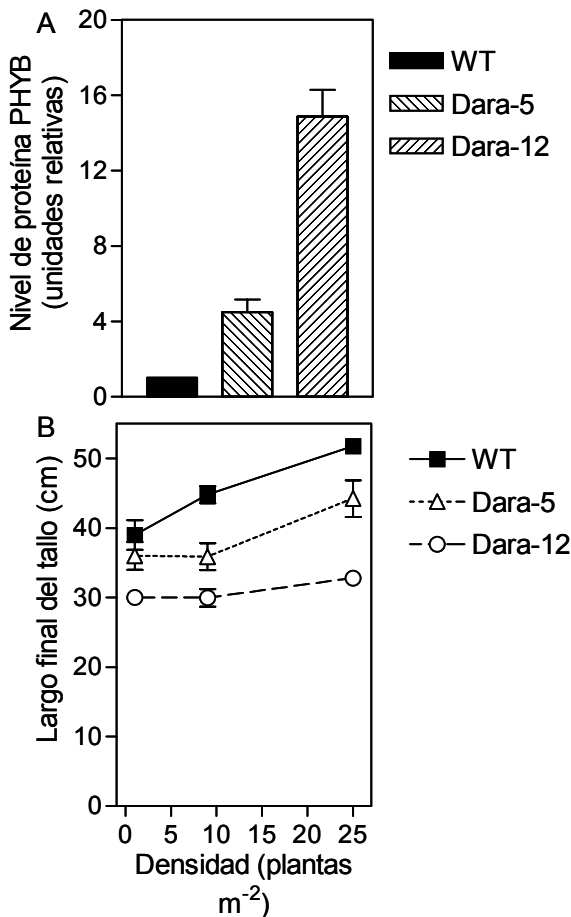 A
Nivel de proteína PHYB
(unidades relativas)
20
16
12
8
4
0
WT
Dara-5
Dara-12
B
Largo final del tallo (cm)
50
40
30
20
10
0
WT
Dara-5
Dara-12
0 5 10 15 20 25
Densidad (plantas
m⁻²)